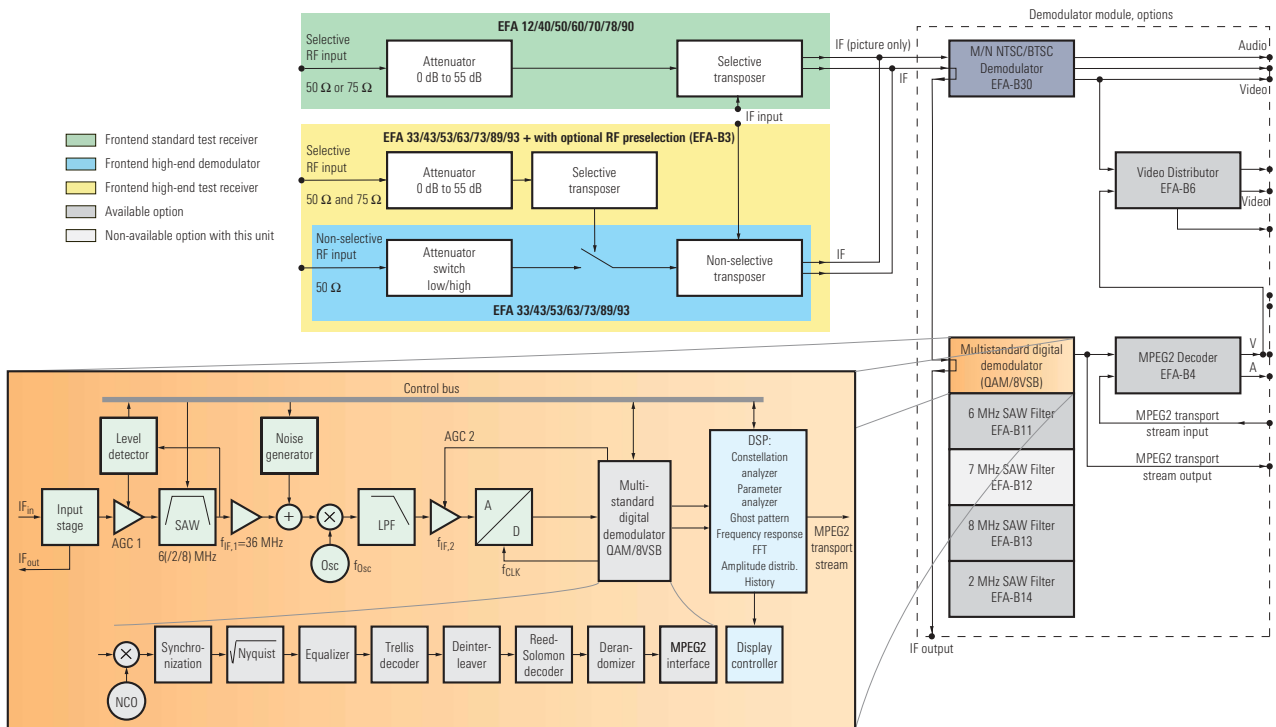 EFA 12/40/50/60/70/78/90
Selective
RF input
50 Ω or 75 Ω
Attenuator
0 dB to 55 dB
Selective
transposer
IF (picture only)
IF
IF input
EFA 33/43/53/63/73/89/93 + with optional RF preselection (EFA-B3)
Selective
RF input
50 Ω and 75 Ω
Attenuator
0 dB to 55 dB
Selective
transposer
Non-selective
RF input
50 Ω
Attenuator
switch
low/high
Non-selective
transposer
IF
EFA 33/43/53/63/73/89/93
Frontend standard test receiver
Frontend high-end demodulator
Frontend high-end test receiver
Available option
Non-available option with this unit
Demodulator module, options
M/N NTSC/BTSC
Demodulator
EFA-B30
Audio
Video
Video Distributor
EFA-B6
Video
Multistandard digital
demodulator
(QAM/8VSB)
MPEG2 Decoder
EFA-B4
V
A
6 MHz SAW Filter
EFA-B11
7 MHz SAW Filter
EFA-B12
8 MHz SAW Filter
EFA-B13
2 MHz SAW Filter
EFA-B14
MPEG2 transport
stream input
MPEG2 transport
stream output
IF output
Control bus
Level
detector
Noise
generator
AGC 2
IFin
IFout
Input
stage
AGC 1
SAW
6(/2/8) MHz
fIF,1=36 MHz
+
×
Osc
fOsc
LPF
fIF,2
A
D
fCLK
Multi-
standard
digital
demodulator
QAM/8VSB
DSP:
Constellation
analyzer
Parameter
analyzer
Ghost pattern
Frequency response
FFT
Amplitude distrib.
History
MPEG2
transport
stream
×
NCO
Synchro-
nization
√Nyquist
Equalizer
Trellis
decoder
Deinter-
leaver
Reed-
Solomon
decoder
Deran-
domizer
MPEG2
interface
Display
controller